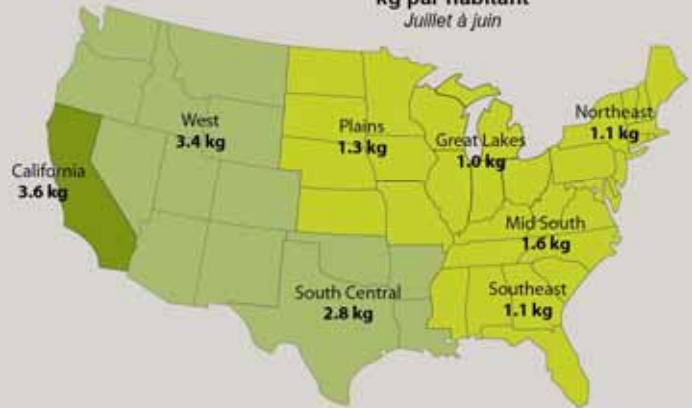 kg par habitant
Juillet à juin
West
3.4 kg
Plains
1.3 kg
Great Lakes
1.0 kg
Northeast
1.1 kg
California
3.6 kg
Mid South
1.6 kg
South Central
2.8 kg
Southeast
1.1 kg